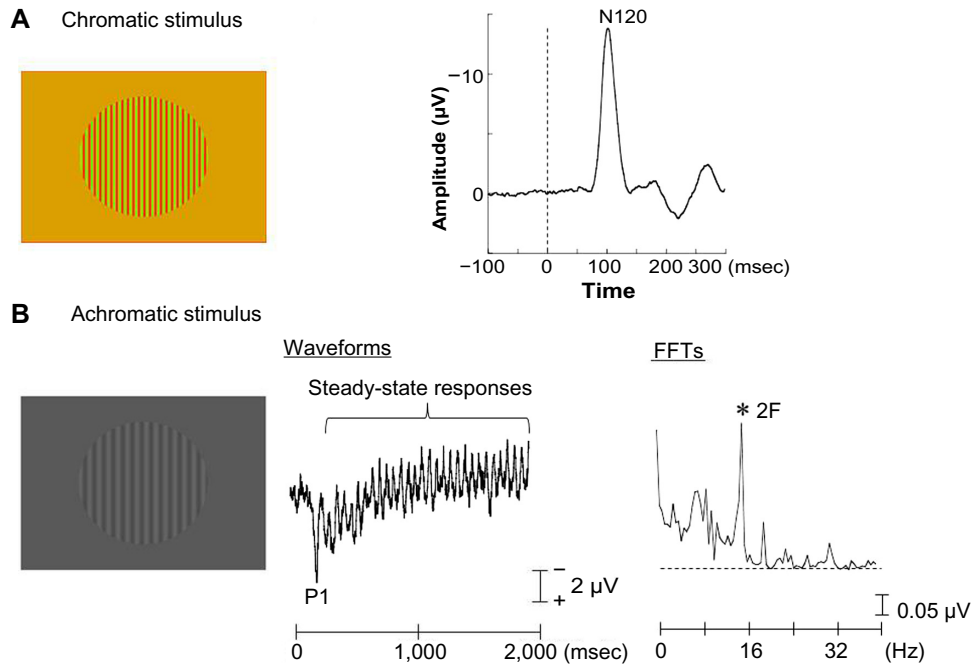 A Chromatic stimulus
N120
Amplitude (µV)
−10
0
−100 0 100 200 300 (msec)
Time
B Achromatic stimulus
Waveforms
Steady-state responses
P1
−
+
2 µV
0 1,000 2,000 (msec)
FFTs
* 2F
0.05 µV
0 16 32 (Hz)